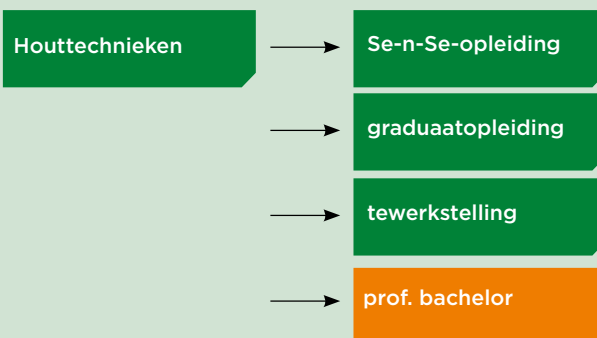 Houttechnieken
Se-n-Se-opleiding
graduaatopleiding
tewerkstelling
prof. bachelor